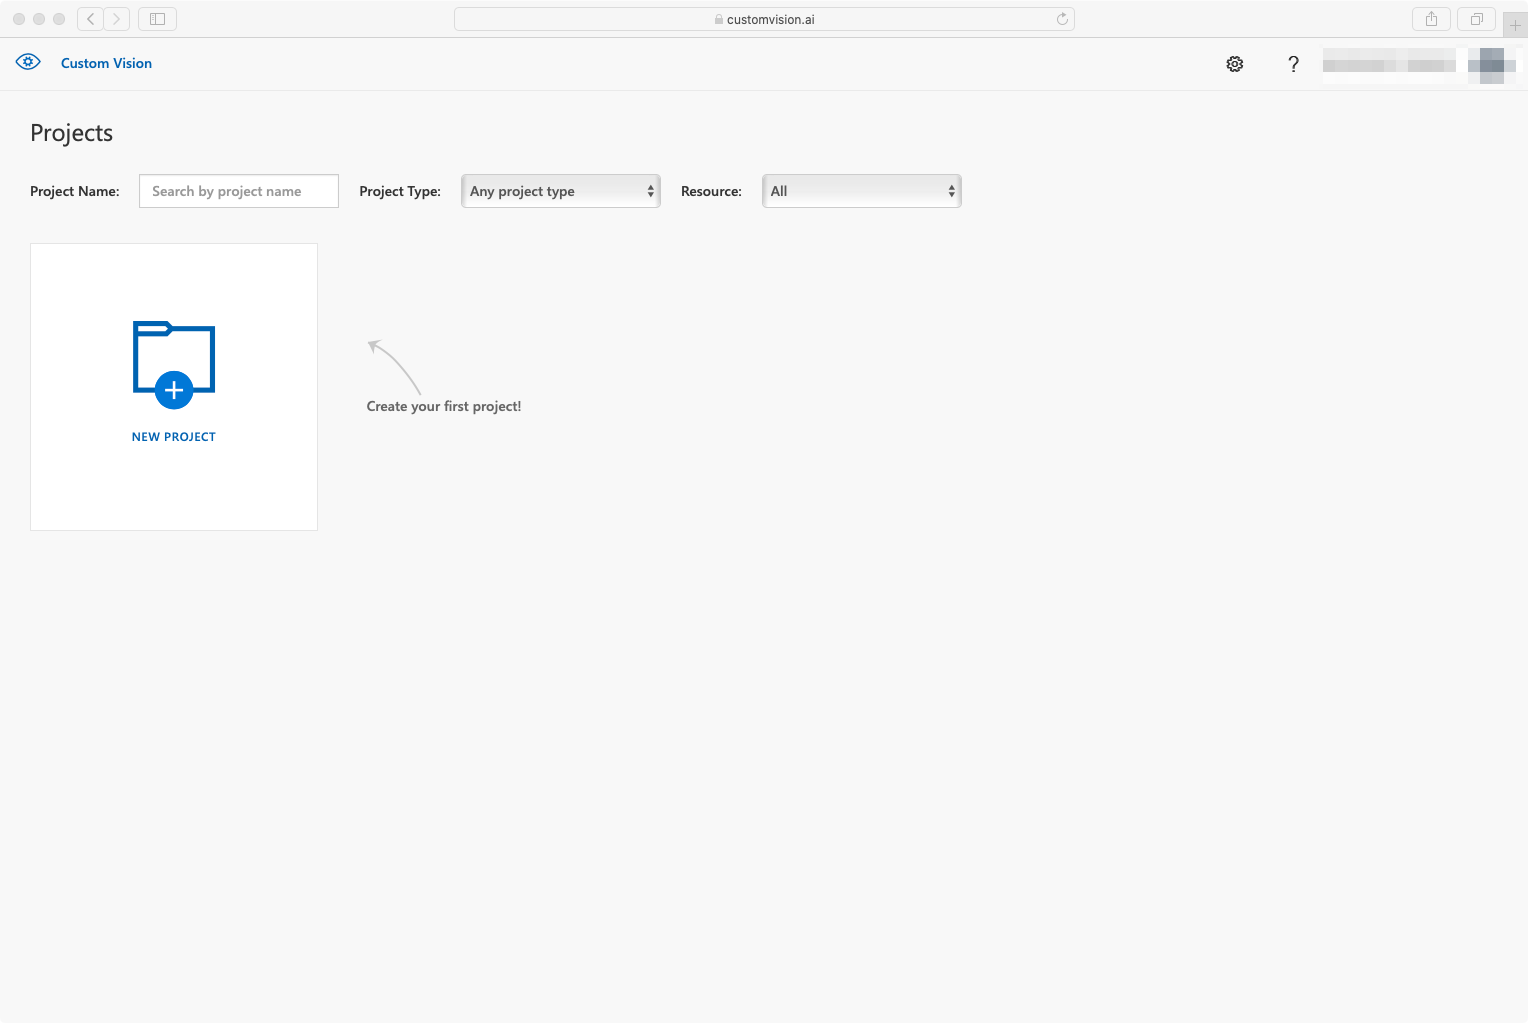 customvision.ai
Custom Vision
?
Projects
Project Name: Search by project name Project Type: Any project type Resource: All
Create your first project!
NEW PROJECT